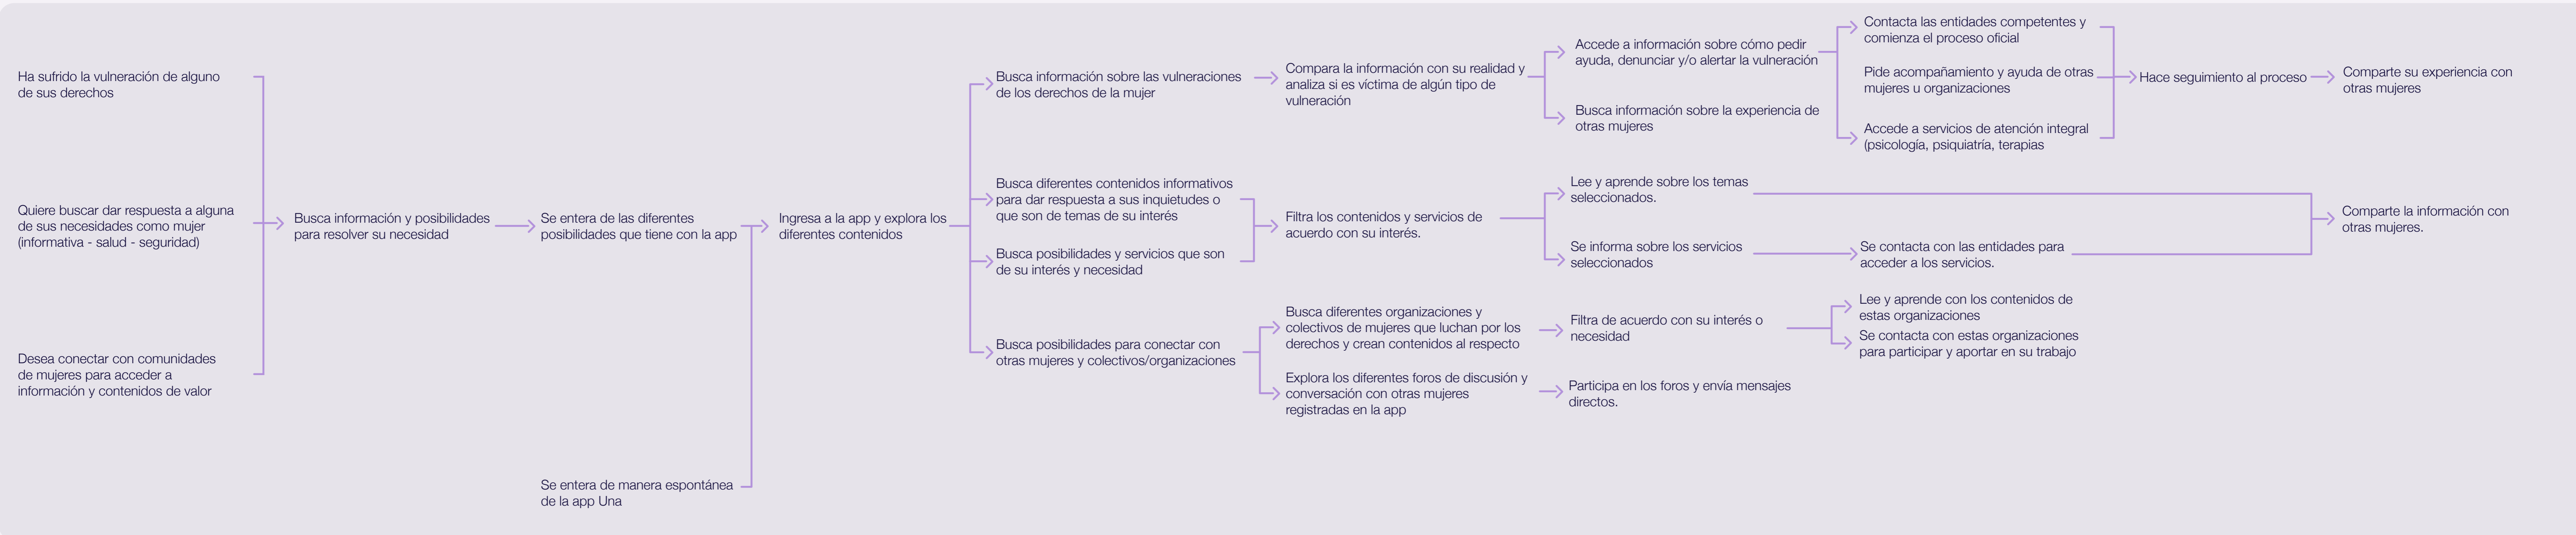 Ha sufrido la vulneración de alguno
de sus derechos
Quiere buscar dar respuesta a alguna
de sus necesidades como mujer
(informativa - salud - seguridad)
Desea conectar con comunidades
de mujeres para acceder a
información y contenidos de valor
Busca información y posibilidades
para resolver su necesidad
Se entera de las diferentes
posibilidades que tiene con la app
Se entera de manera espontánea
de la app Una
Ingresa a la app y explora los
diferentes contenidos
Busca información sobre las vulneraciones
de los derechos de la mujer
Busca diferentes contenidos informativos
para dar respuesta a sus inquietudes o
que son de temas de su interés
Busca posibilidades y servicios que son
de su interés y necesidad
Busca posibilidades para conectar con
otras mujeres y colectivos/organizaciones
Compara la información con su realidad y
analiza si es víctima de algún tipo de
vulneración
Filtra los contenidos y servicios de
acuerdo con su interés.
Busca diferentes organizaciones y
colectivos de mujeres que luchan por los
derechos y crean contenidos al respecto
Explora los diferentes foros de discusión y
conversación con otras mujeres
registradas en la app
Accede a información sobre cómo pedir
ayuda, denunciar y/o alertar la vulneración
Busca información sobre la experiencia de
otras mujeres
Lee y aprende sobre los temas
seleccionados.
Se informa sobre los servicios
seleccionados
Filtra de acuerdo con su interés o
necesidad
Participa en los foros y envía mensajes
directos.
Contacta las entidades competentes y
comienza el proceso oficial
Pide acompañamiento y ayuda de otras
mujeres u organizaciones
Accede a servicios de atención integral
(psicología, psiquiatría, terapias
Se contacta con las entidades para
acceder a los servicios.
Lee y aprende con los contenidos de
estas organizaciones
Se contacta con estas organizaciones
para participar y aportar en su trabajo
Hace seguimiento al proceso
Comparte su experiencia con
otras mujeres
Comparte la información con
otras mujeres.